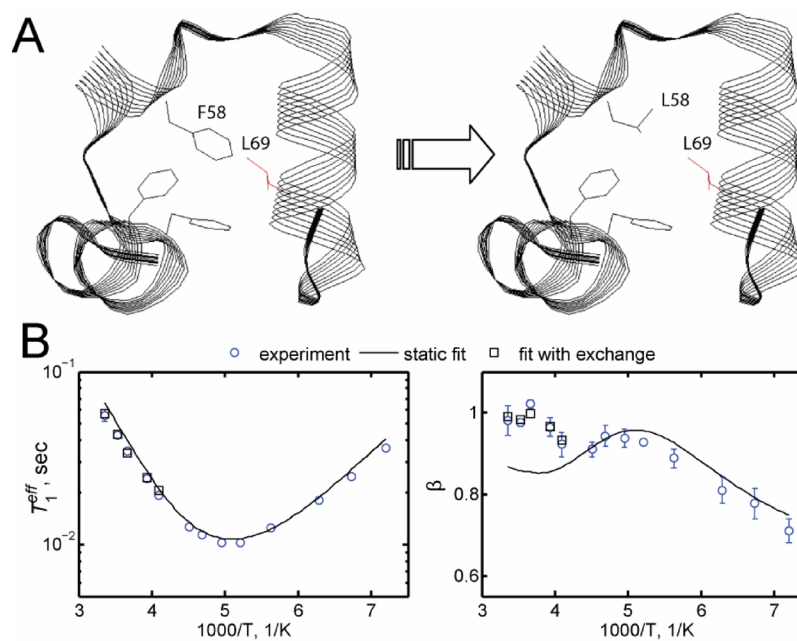 A
F58
L69
L58
L69
B
experiment
static fit
fit with exchange
10⁻¹
10⁻²
T₁ᵉᶠᶠ, sec
3
4
5
6
7
1000/T, 1/K
1
0.8
0.6
β
3
4
5
6
7
1000/T, 1/K